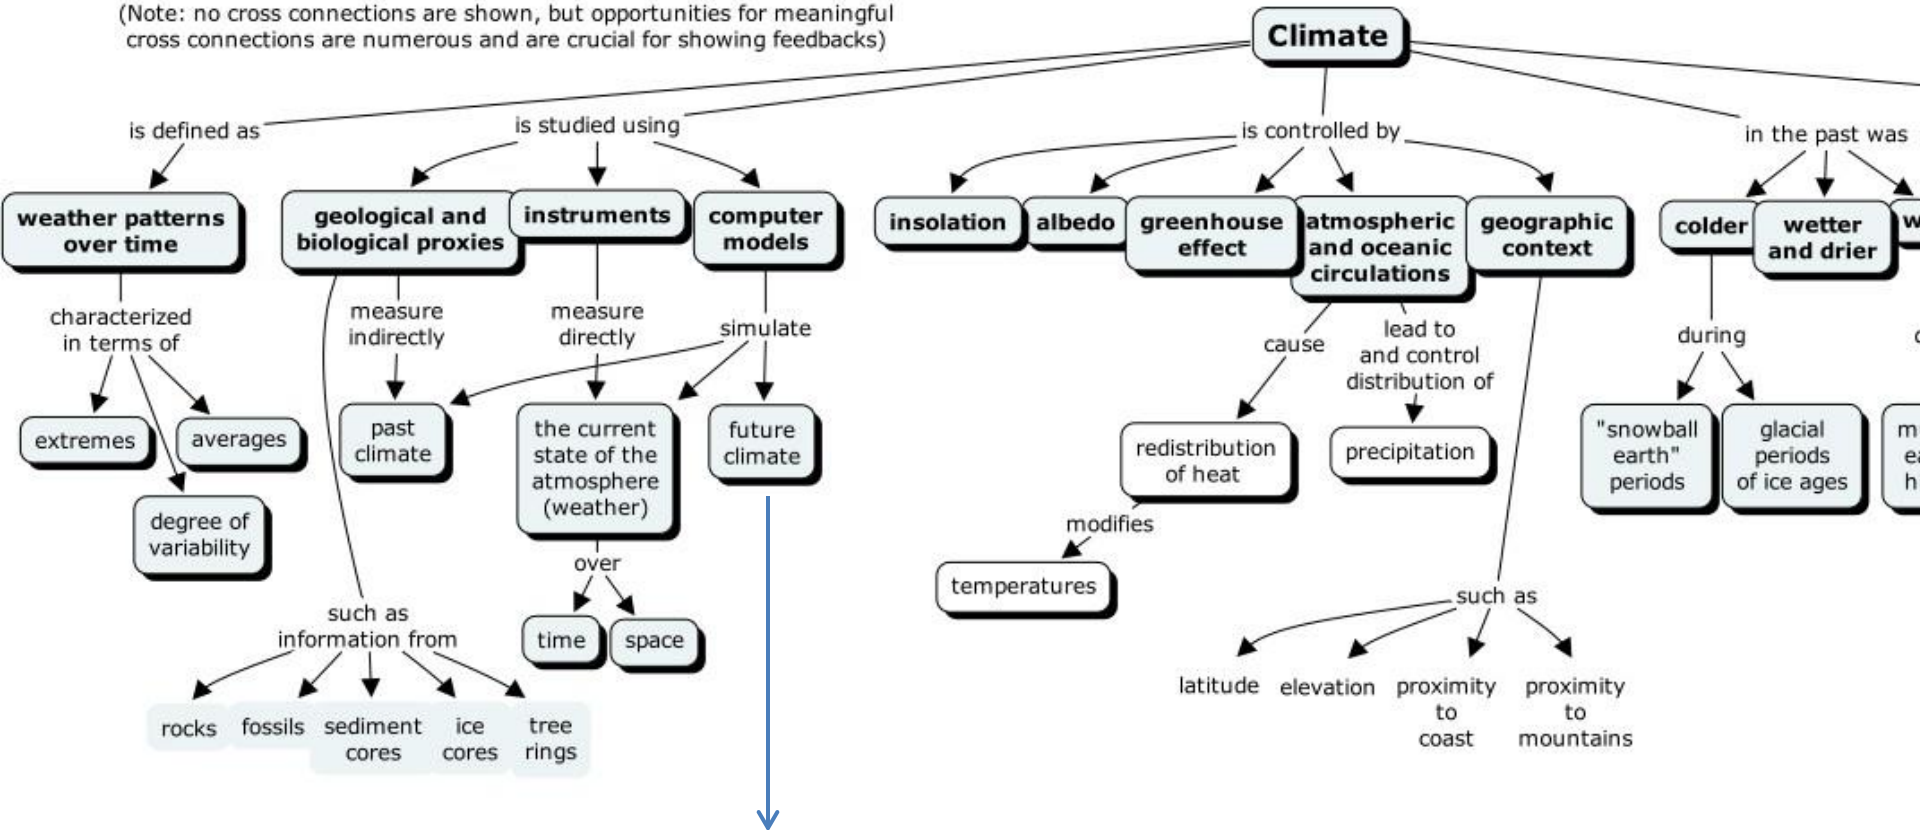 (Note: no cross connections are shown, but opportunities for meaningful
cross connections are numerous and are crucial for showing feedbacks)
Climate
is defined as
is studied using
is controlled by
in the past was
weather patterns
over time
geological and
biological proxies
instruments
computer
models
insolation
albedo
greenhouse
effect
atmospheric
and oceanic
circulations
geographic
context
colder
wetter
and drier
characterized
in terms of
measure
indirectly
measure
directly
simulate
cause
lead to
and control
distribution of
during
extremes
averages
degree of
variability
past
climate
the current
state of the
atmosphere
(weather)
future
climate
redistribution
of heat
precipitation
"snowball
earth"
periods
glacial
periods
of ice ages
modifies
temperatures
over
time
space
such as
information from
such as
rocks
fossils
sediment
cores
ice
cores
tree
rings
latitude
elevation
proximity
to
coast
proximity
to
mountains